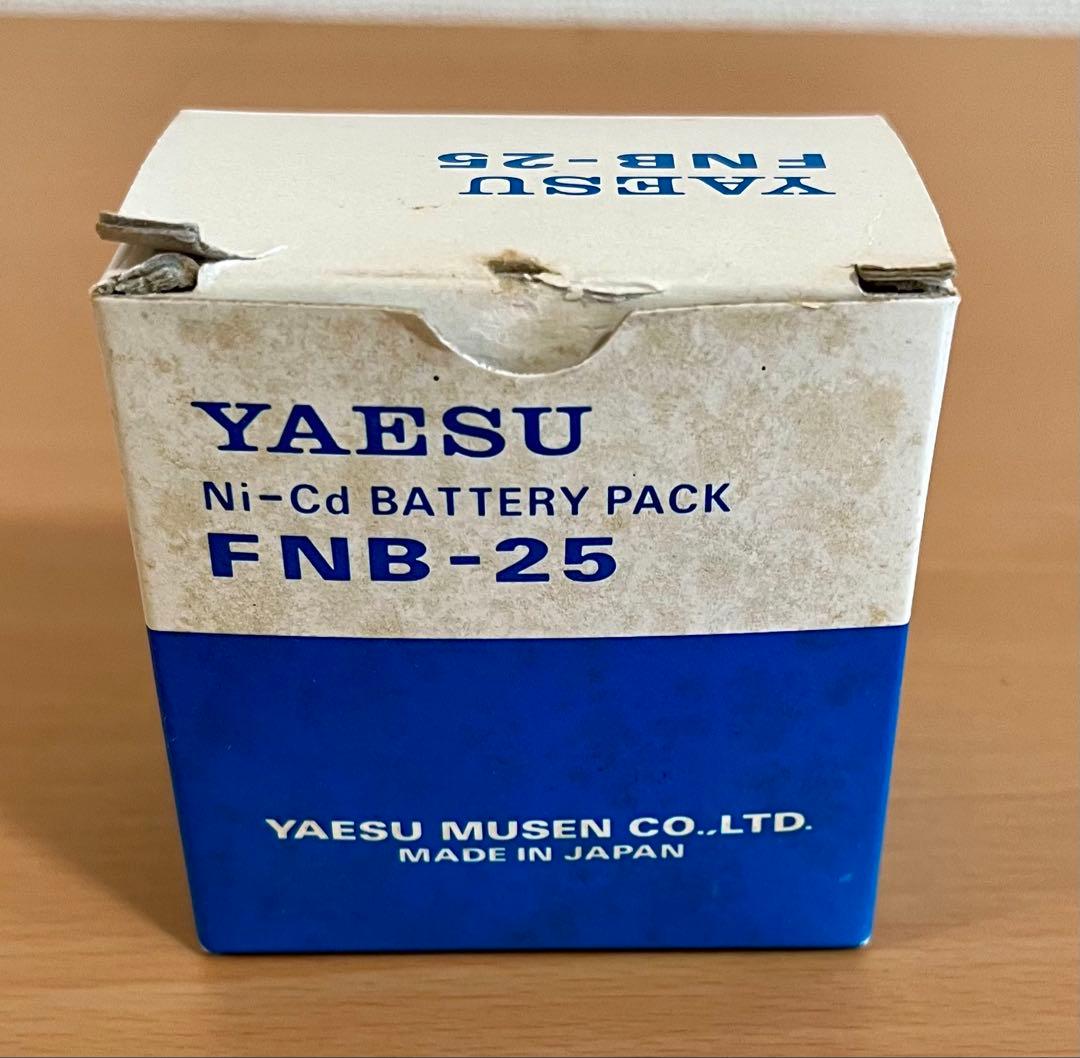 YAESU
FNB-25
YAESU
Ni-Cd BATTERY PACK
FNB-25
YAESU MUSEN CO.,LTD.
MADE IN JAPAN